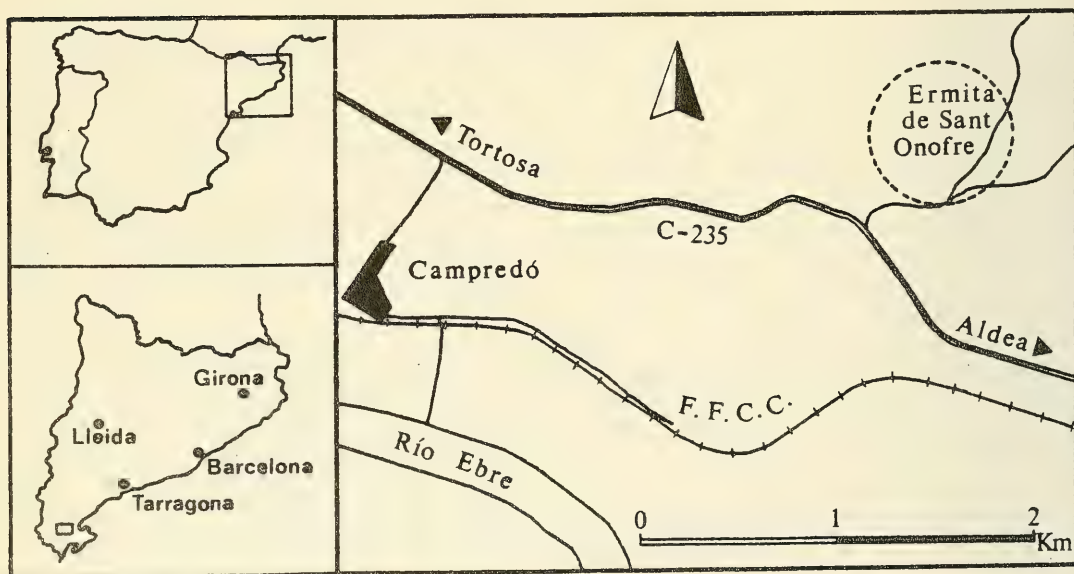 Girona
Lleida
Barcelona
Tarragona
Tortosa
Ermita
de Sant
Onofre
C-235
Campredó
Aldea
F. F. C. C.
Río Ebre
0 1 2
Km